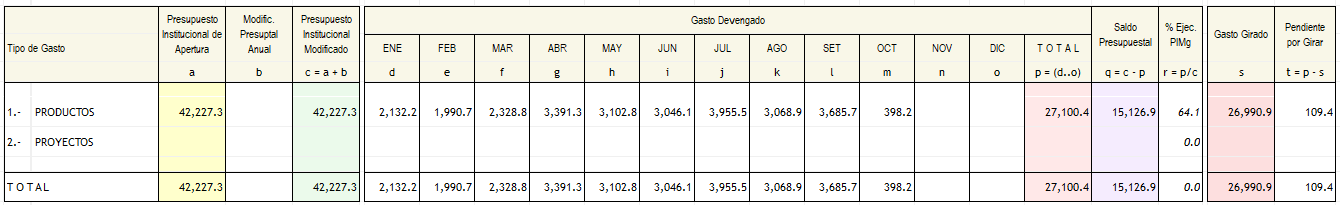 Tipo de Gasto Presupuesto Institucional de Apertura a Modific. Presuptal Anual b Presupuesto Institucional Modificado c = a + b Gasto Devengado Saldo Presupuestal q = c - p % Ejec. PIMg r = p/c Gasto Girado s Pendiente por Girar t = p - s
ENE FEB MAR ABR MAY JUN JUL AGO SET OCT NOV DIC T O T A L
d e f g h i j k l m n o p = (d..o)
1.- PRODUCTOS 42,227.3 42,227.3 2,132.2 1,990.7 2,328.8 3,391.3 3,102.8 3,046.1 3,955.5 3,068.9 3,685.7 398.2 27,100.4 15,126.9 64.1 26,990.9 109.4
2.- PROYECTOS 0.0
T O T A L 42,227.3 42,227.3 2,132.2 1,990.7 2,328.8 3,391.3 3,102.8 3,046.1 3,955.5 3,068.9 3,685.7 398.2 27,100.4 15,126.9 0.0 26,990.9 109.4